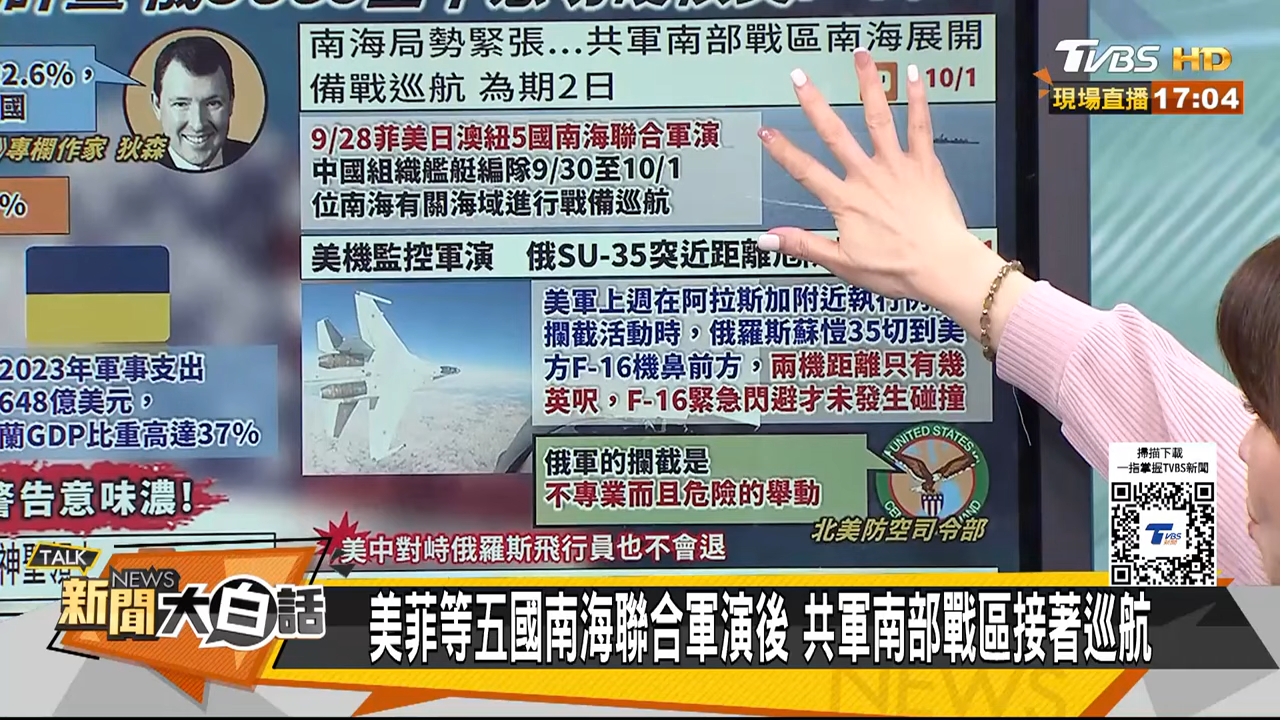 南海局勢緊張...共軍南部戰區南海展開
備戰巡航 為期2日
10/1
TVBS HD
現場直播 17:04
2.6%,
國
專欄作家 狄森
%
9/28菲美日澳紐5國南海聯合軍演
中國組織艦艇編隊9/30至10/1
位南海有關海域進行戰備巡航
美機監控軍演 俄SU-35突近距離危
美軍上週在阿拉斯加附近執行
攔截活動時,俄羅斯蘇愷35切到美
方F-16機鼻前方,兩機距離只有幾
英呎,F-16緊急閃避才未發生碰撞
2023年軍事支出
648億美元,
蘭GDP比重高達37%
警告意味濃!
俄軍的攔截是
不專業而且危險的舉動
UNITED STATES
北美防空司令部
美中對峙俄羅斯飛行員也不會退
掃描下載
一指掌握TVBS新聞
TVBS
新聞
TALK
NEWS
新聞大白話
美菲等五國南海聯合軍演後 共軍南部戰區接著巡航
NEWS